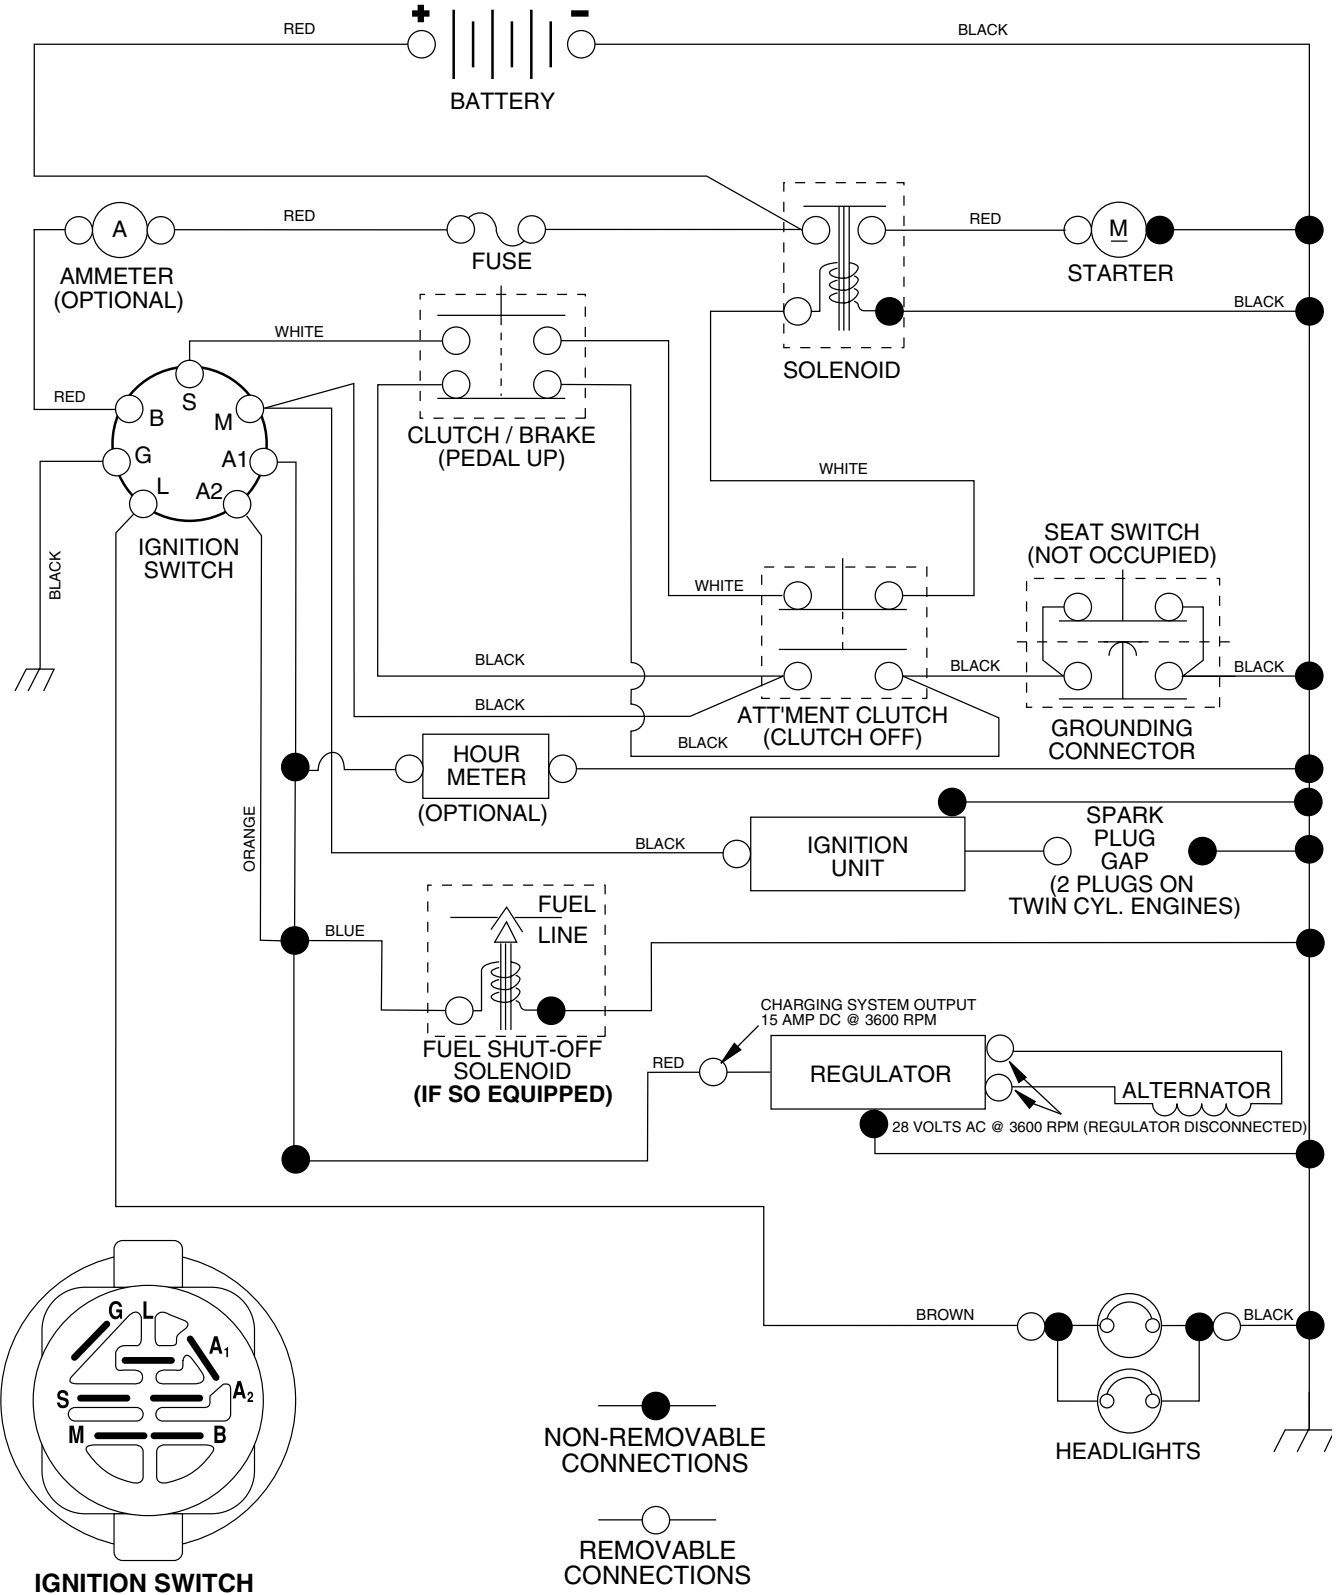 +
-
RED
BLACK
BATTERY
A
RED
FUSE
RED
M
AMMETER
(OPTIONAL)
STARTER
BLACK
SOLENOID
WHITE
RED
S
B
M
G
A1
L
A2
IGNITION
SWITCH
CLUTCH / BRAKE
(PEDAL UP)
WHITE
BLACK
SEAT SWITCH
(NOT OCCUPIED)
WHITE
BLACK
BLACK
BLACK
BLACK
ATT'MENT CLUTCH
(CLUTCH OFF)
BLACK
GROUNDING
CONNECTOR
HOUR
METER
(OPTIONAL)
ORANGE
BLACK
IGNITION
UNIT
SPARK
PLUG
GAP
(2 PLUGS ON
TWIN CYL. ENGINES)
BLUE
FUEL
LINE
FUEL SHUT-OFF
SOLENOID
(IF SO EQUIPPED)
CHARGING SYSTEM OUTPUT
15 AMP DC @ 3600 RPM
RED
REGULATOR
ALTERNATOR
28 VOLTS AC @ 3600 RPM (REGULATOR DISCONNECTED)
BROWN
BLACK
HEADLIGHTS
G
L
A1
S
A2
M
B
IGNITION SWITCH
NON-REMOVABLE
CONNECTIONS
REMOVABLE
CONNECTIONS